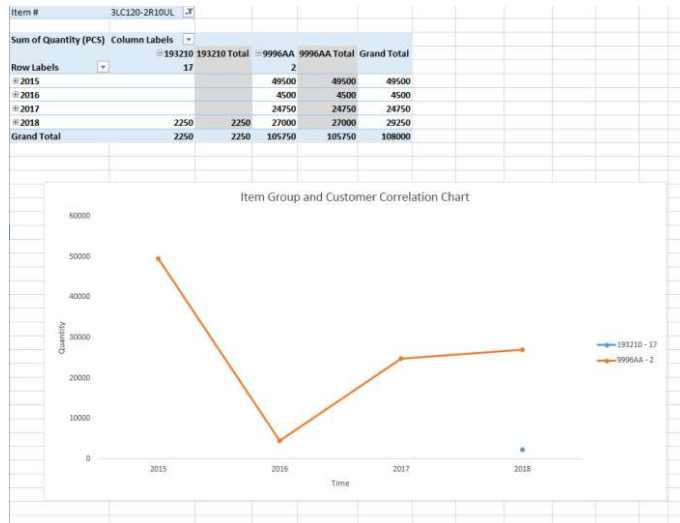 Item # 3LC120-2R10UL
Sum of Quantity (PCS) Column Labels
193210 193210 Total 9996AA 9996AA Total Grand Total
Row Labels 17 2
2015 49500 49500 49500
2016 4500 4500 4500
2017 24750 24750 24750
2018 2250 2250 27000 27000 29250
Grand Total 2250 2250 105750 105750 108000
Item Group and Customer Correlation Chart
60000
50000
40000
30000
20000
10000
0
Quantity
2015 2016 2017 2018
Time
193210 - 17
9996AA - 2